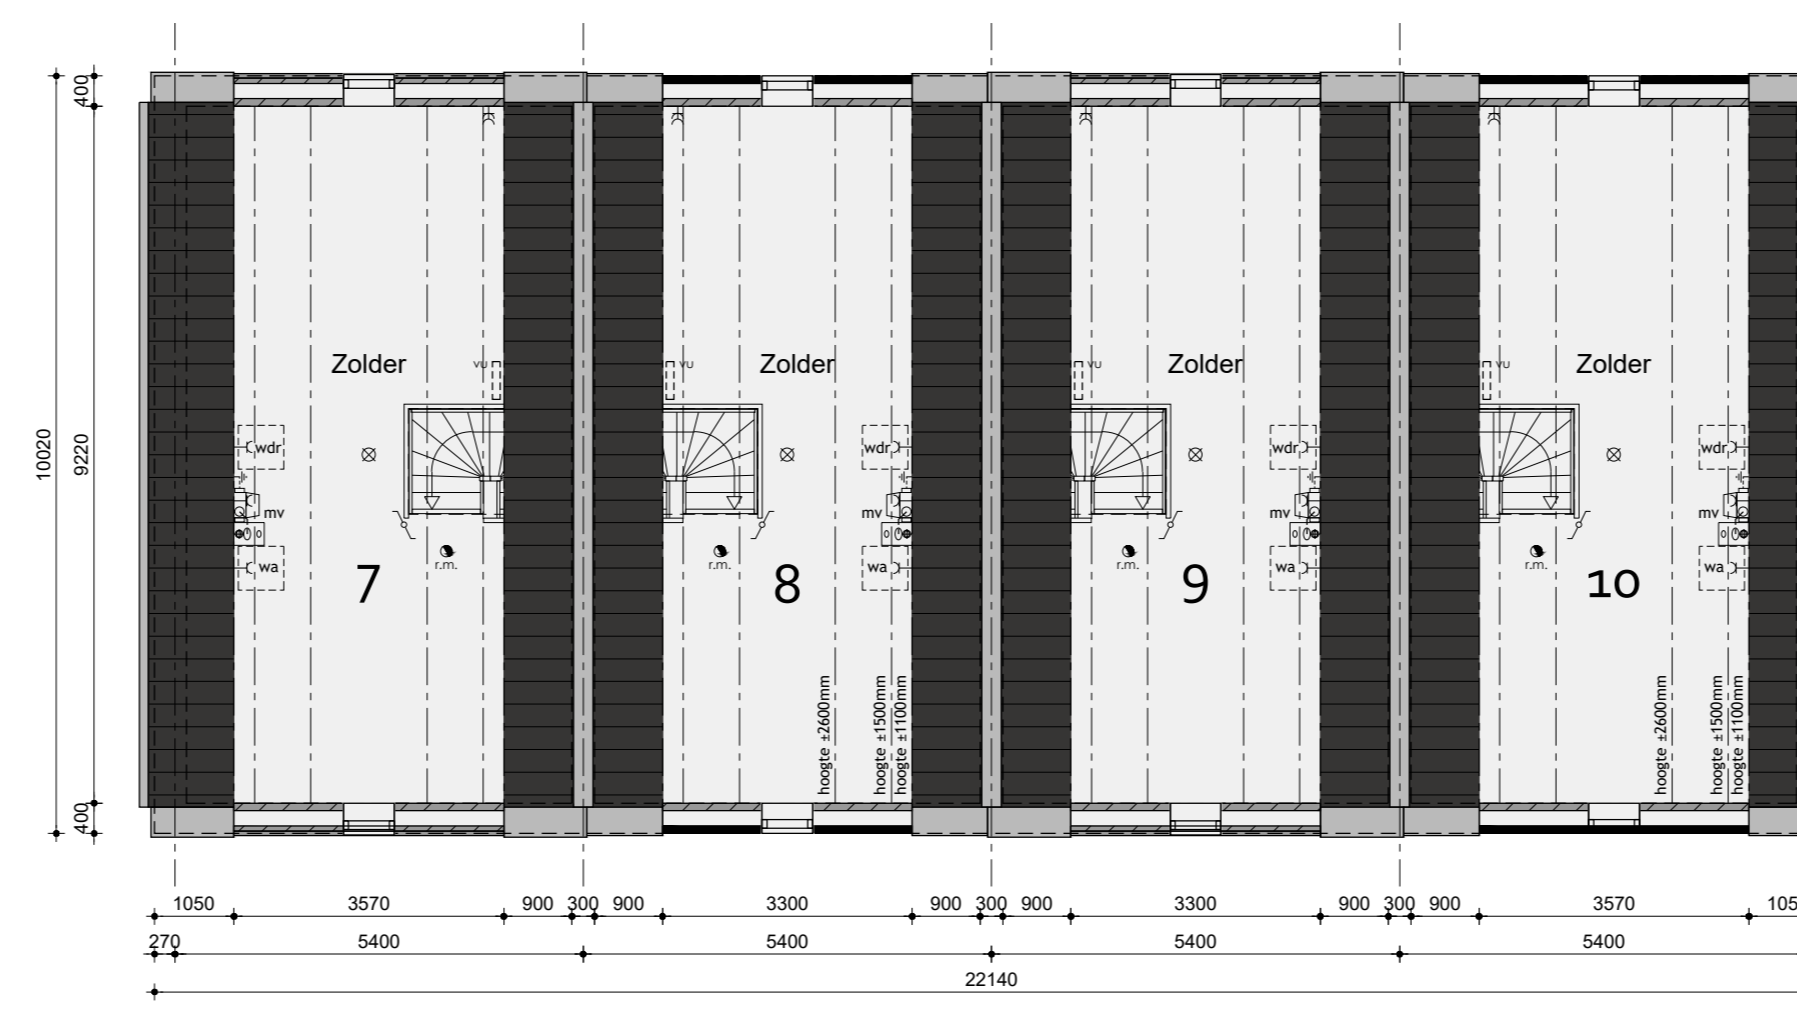 400
9220
400
10020
Zolder
Zolder
Zolder
Zolder
vu
vu
vu
vu
wdr
wdr
wdr
wdr
mv
mv
mv
mv
wa
wa
wa
wa
r.m.
r.m.
r.m.
r.m.
7
8
9
10
hoogte ±2600mm
hoogte ±1500mm
hoogte ±1100mm
hoogte ±2600mm
hoogte ±1500mm
hoogte ±1100mm
1050 3570 900 300 900 3300 900 300 900 3300 900 300 900 3570 105
270 5400 5400 5400 5400
22140